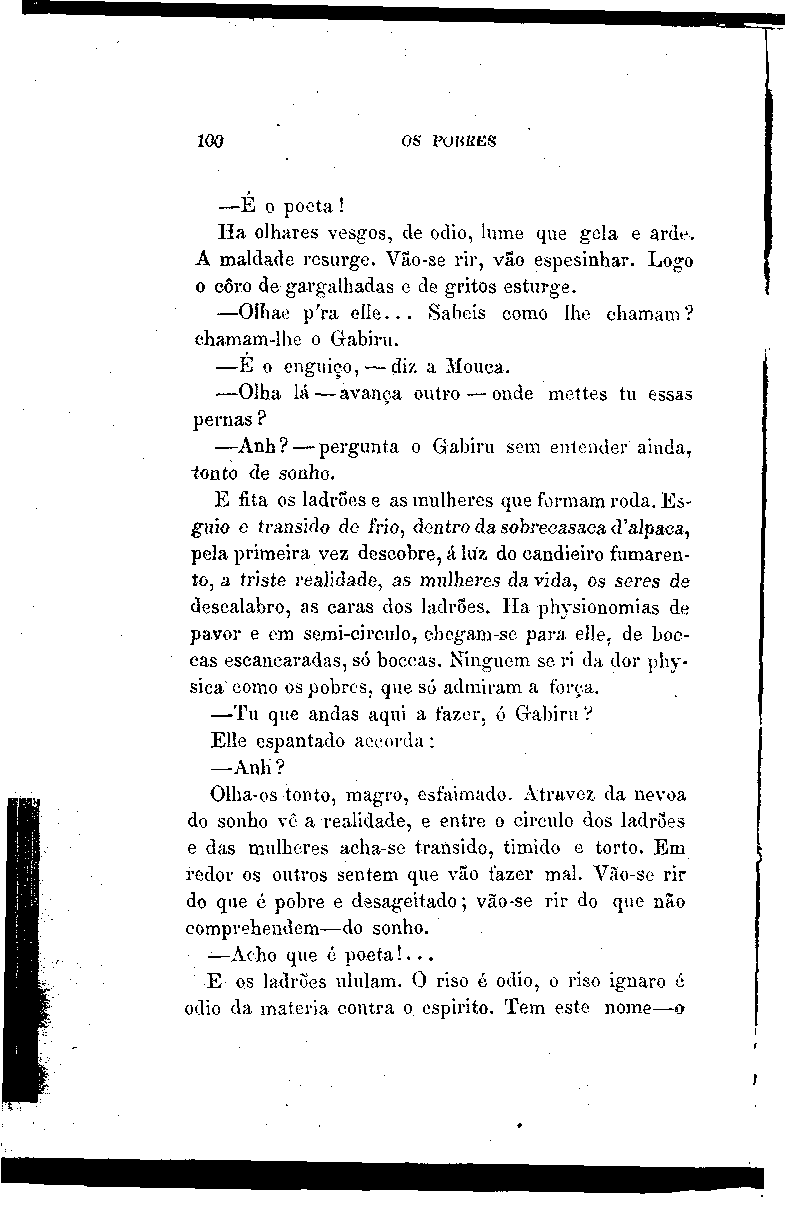 100 OS POBRES
—É o poeta!
Ha olhares vesgos, de odio, lume que gela e arde.
A maldade resurge. Vão-se rir, vão espesinhar. Logo
o côro de gargalhadas e de gritos esturge.
—Olhae p'ra elle... Sabeis como lhe chamam?
chamam-lhe o Gabiru.
—É o enguiço, — diz a Mouca.
—Olha lá — avança outro — onde mettes tu essas
pernas?
—Anh? — pergunta o Gabiru sem entender ainda,
tonto de sonho.
E fita os ladrões e as mulheres que formam roda. Es-
guio e transido de frio, dentro da sobrecasaca d'alpaca,
pela primeira vez descobre, á luz do candieiro fumaren-
to, a triste realidade, as mulheres da vida, os seres de
descalabro, as caras dos ladrões. Ha physionomias de
pavor e em semi-circulo, chegam-se para elle, de boc-
cas escancaradas, só boccas. Ninguem se ri da dor phy-
sica como os pobres, que só admiram a força.
—Tu que andas aqui a fazer, ó Gabiru?
Elle espantado accorda:
—Anh?
Olha-os tonto, magro, esfaimado. Atravez da nevoa
do sonho vê a realidade, e entre o circulo dos ladrões
e das mulheres acha-se transido, timido e torto. Em
redor os outros sentem que vão fazer mal. Vão-se rir
do que é pobre e desageitado; vão-se rir do que não
comprehendem—do sonho.
—Acho que é poeta!...
E os ladrões ululam. O riso é odio, o riso ignaro é
odio da materia contra o espirito. Tem este nome—o